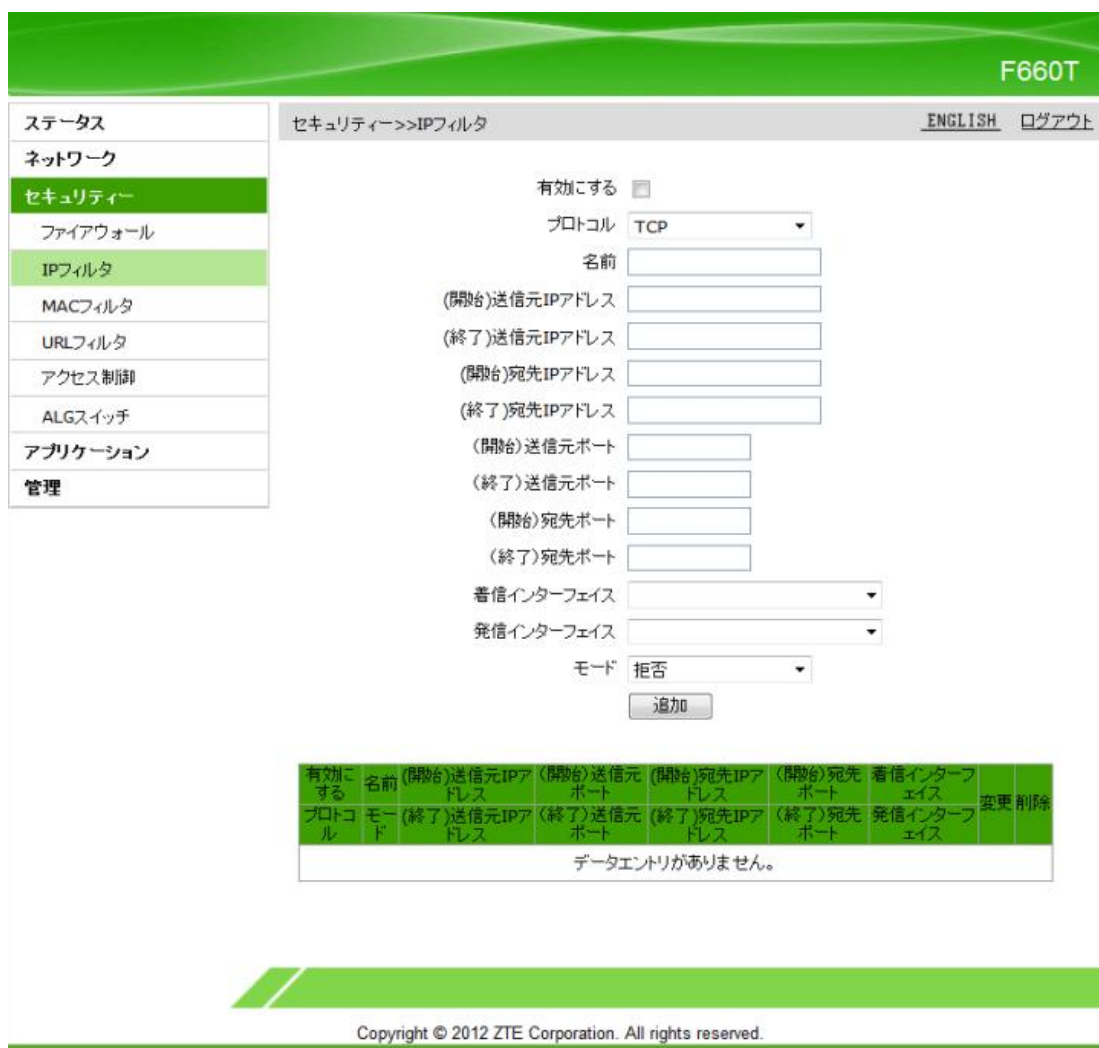 F660T
ステータス
ネットワーク
セキュリティー
ファイアウォール
IPフィルタ
MACフィルタ
URLフィルタ
アクセス制御
ALGスイッチ
アプリケーション
管理
セキュリティー>>IPフィルタ
ENGLISH ログアウト
有効にする
プロトコル TCP
名前
(開始)送信元IPアドレス
(終了)送信元IPアドレス
(開始)宛先IPアドレス
(終了)宛先IPアドレス
(開始)送信元ポート
(終了)送信元ポート
(開始)宛先ポート
(終了)宛先ポート
着信インターフェイス
発信インターフェイス
モード 拒否
追加
有効にする 名前 (開始)送信元IPアドレス (開始)送信元ポート (開始)宛先IPアドレス (開始)宛先ポート 着信インターフェイス 変更 削除
プロトコル モード (終了)送信元IPアドレス (終了)送信元ポート (終了)宛先IPアドレス (終了)宛先ポート 発信インターフェイス
データエントリがありません。
Copyright © 2012 ZTE Corporation. All rights reserved.